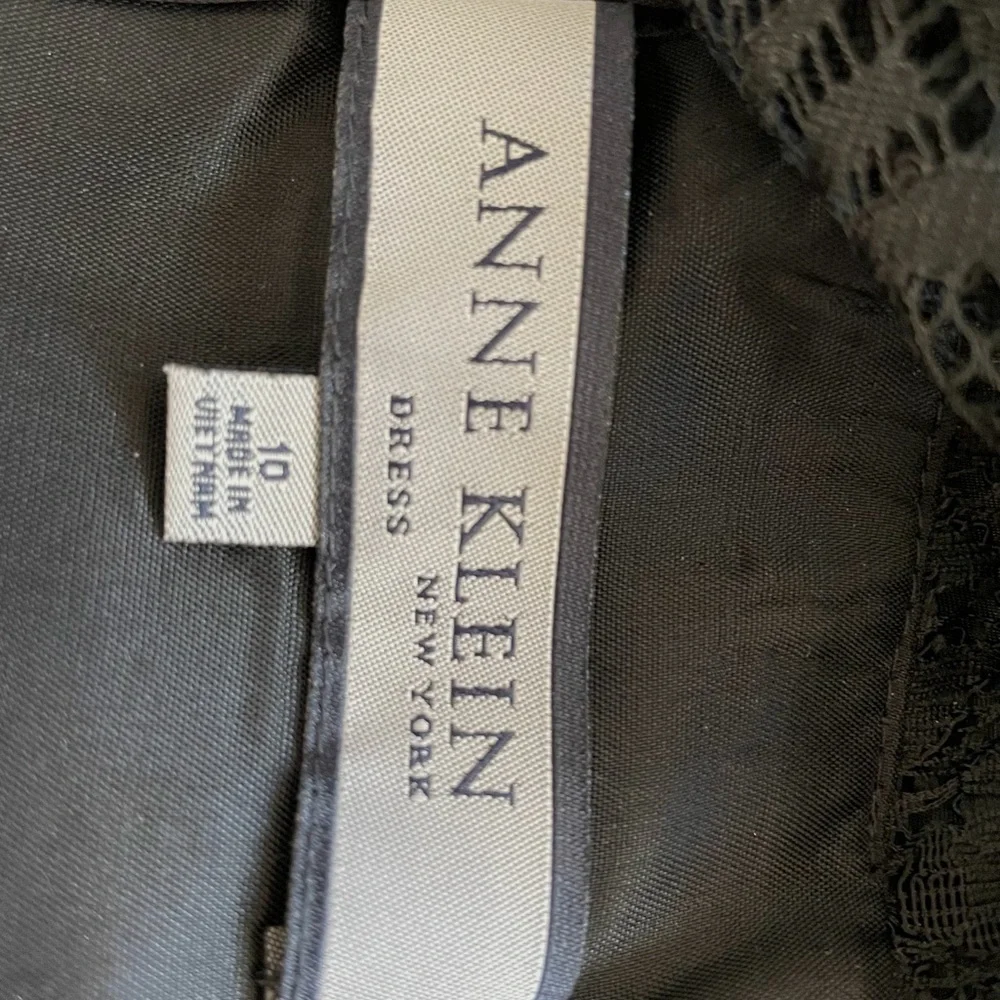 ANNE KLEIN
NEW YORK
DRESS
10
MADE IN
VIETNAM